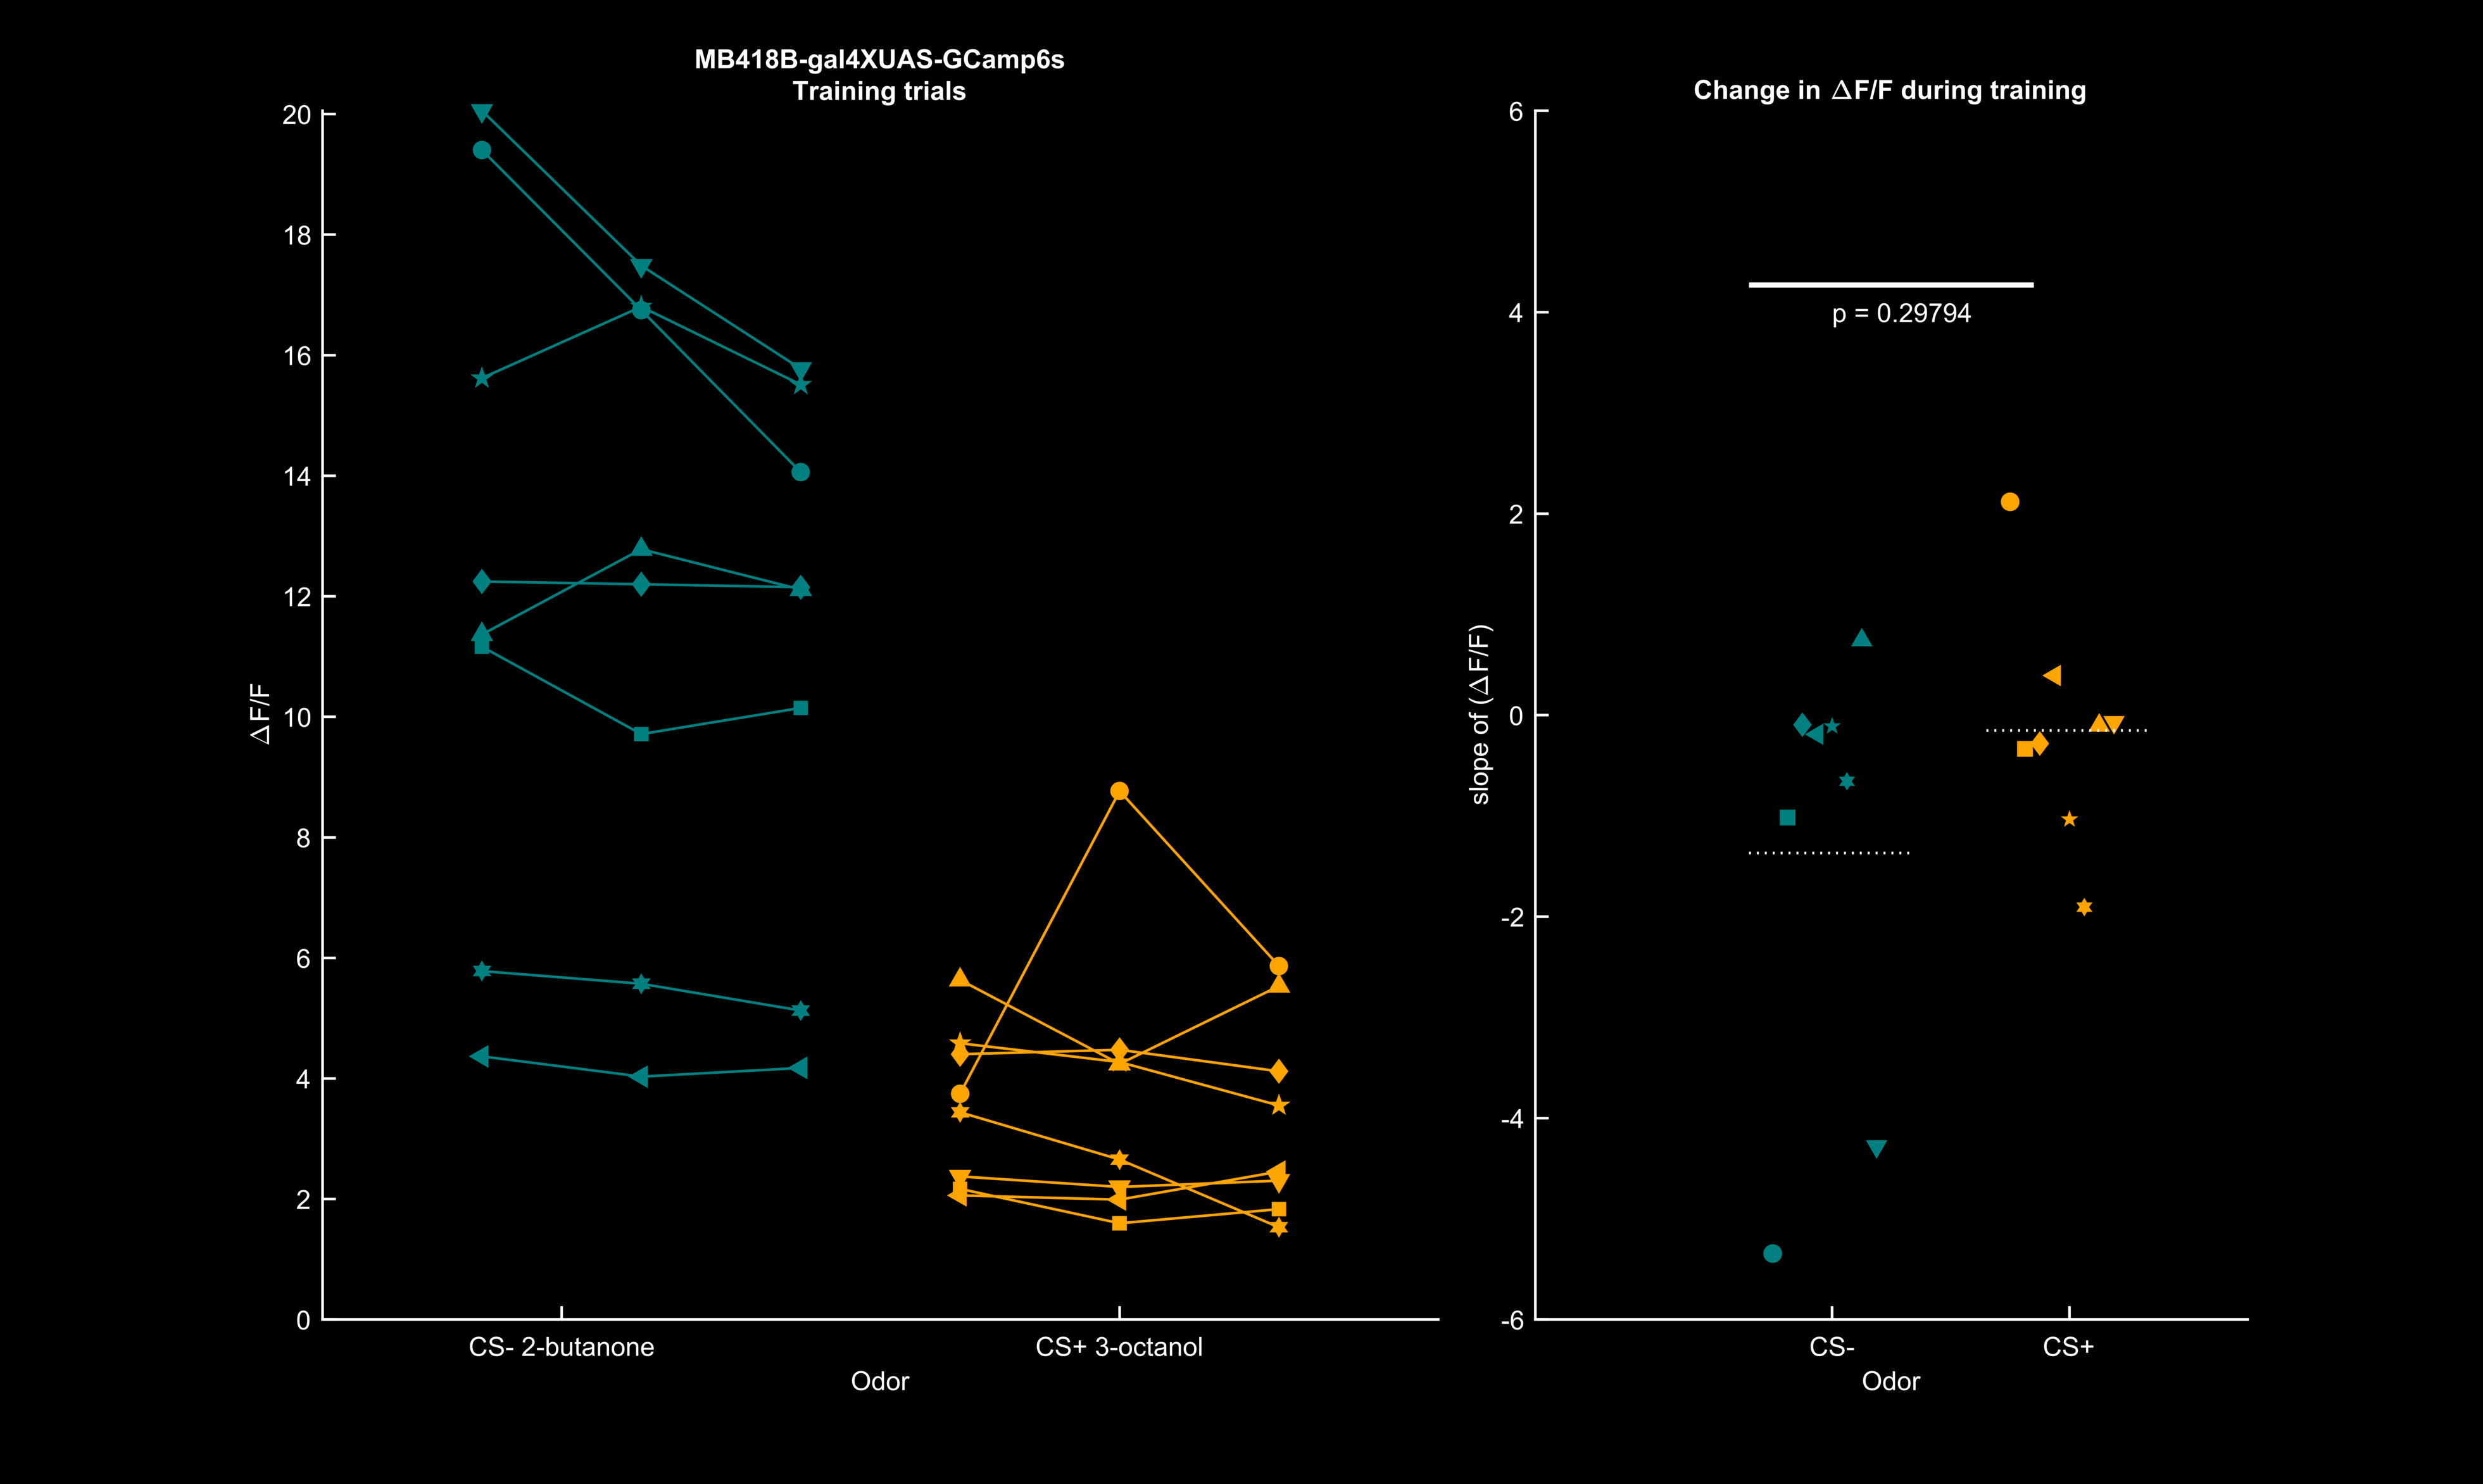 MB418B-gal4XUAS-GCamp6s
Training trials
20
18
16
14
12
10
8
6
4
2
0
ΔF/F
CS- 2-butanone
CS+ 3-octanol
Odor
Change in ΔF/F during training
6
4
2
0
-2
-4
-6
slope of (ΔF/F)
p = 0.29794
CS-
CS+
Odor